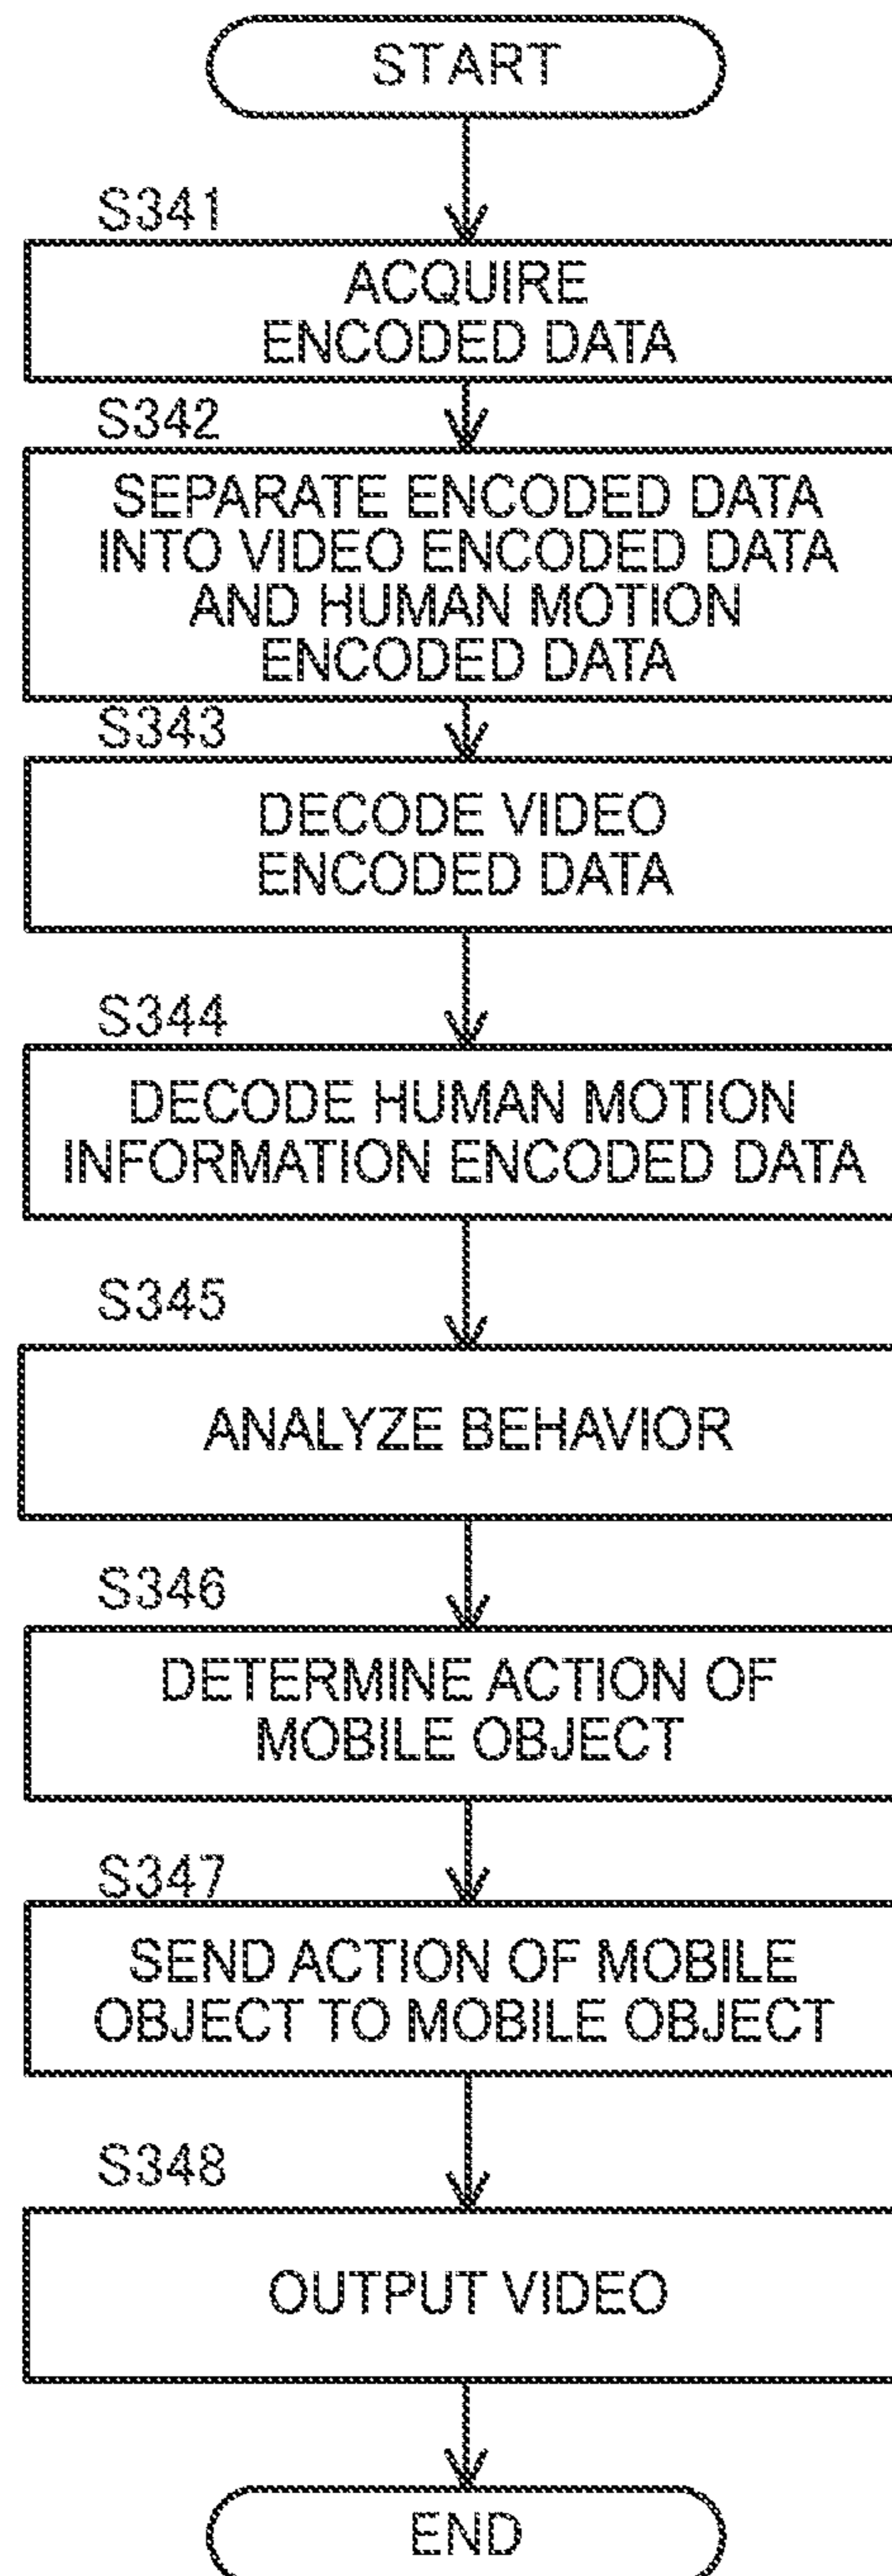 START
S341
ACQUIRE
ENCODED DATA
S342
SEPARATE ENCODED DATA
INTO VIDEO ENCODED DATA
AND HUMAN MOTION
ENCODED DATA
S343
DECODE VIDEO
ENCODED DATA
S344
DECODE HUMAN MOTION
INFORMATION ENCODED DATA
S345
ANALYZE BEHAVIOR
S346
DETERMINE ACTION OF
MOBILE OBJECT
S347
SEND ACTION OF MOBILE
OBJECT TO MOBILE OBJECT
S348
OUTPUT VIDEO
END